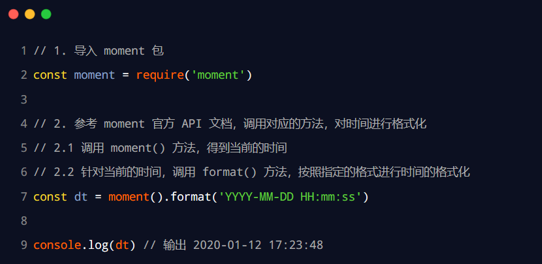 1 // 1. 导入 moment 包
2 const moment = require('moment')
3
4 // 2. 参考 moment 官方 API 文档，调用对应的方法，对时间进行格式化
5 // 2.1 调用 moment() 方法，得到当前的时间
6 // 2.2 针对当前的时间，调用 format() 方法，按照指定的格式进行时间的格式化
7 const dt = moment().format('YYYY-MM-DD HH:mm:ss')
8
9 console.log(dt) // 输出 2020-01-12 17:23:48